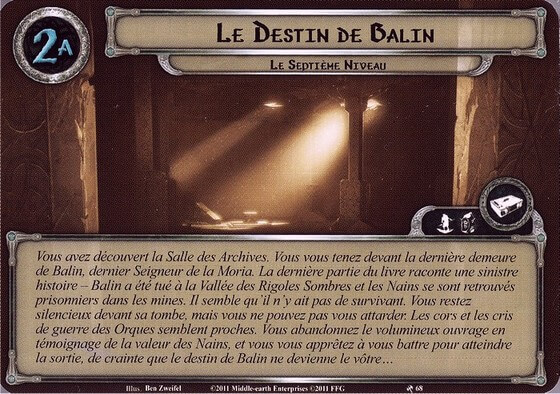 2A
Le Destin de Balin
Le Septième Niveau
Vous avez découvert la Salle des Archives. Vous vous tenez devant la dernière demeure
de Balin, dernier Seigneur de la Moria. La dernière partie du livre raconte une sinistre
histoire – Balin a été tué à la Vallée des Rigoles Sombres et les Nains se sont retrouvés
prisonniers dans les mines. Il semble qu'il n'y ait pas de survivant. Vous restez
silencieux devant sa tombe, mais vous ne pouvez pas vous attarder. Les cors et les cris
de guerre des Orques semblent proches. Vous abandonnez le volumineux ouvrage en
témoignage de la valeur des Nains, et vous vous apprêtez à vous battre pour atteindre
la sortie, de crainte que le destin de Balin ne devienne le vôtre…
Illus. Ben Zweifel ©2011 Middle-earth Enterprises ©2011 FFG 68